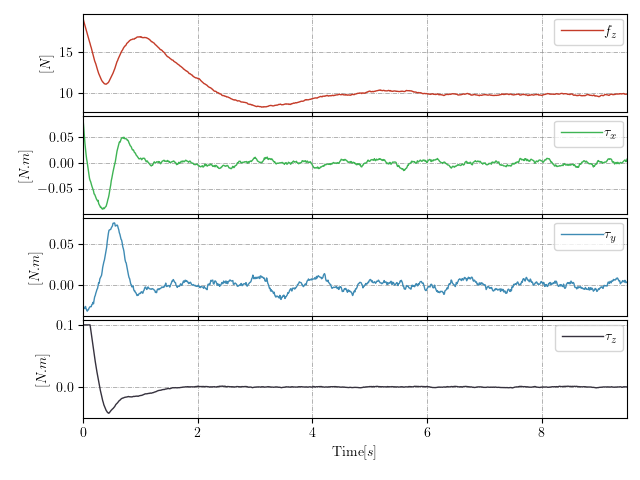 15
10
[N]
f_z
0.05
0.00
−0.05
[N.m]
τ_x
0.05
0.00
[N.m]
τ_y
0.1
0.0
[N.m]
τ_z
0 2 4 6 8
Time[s]